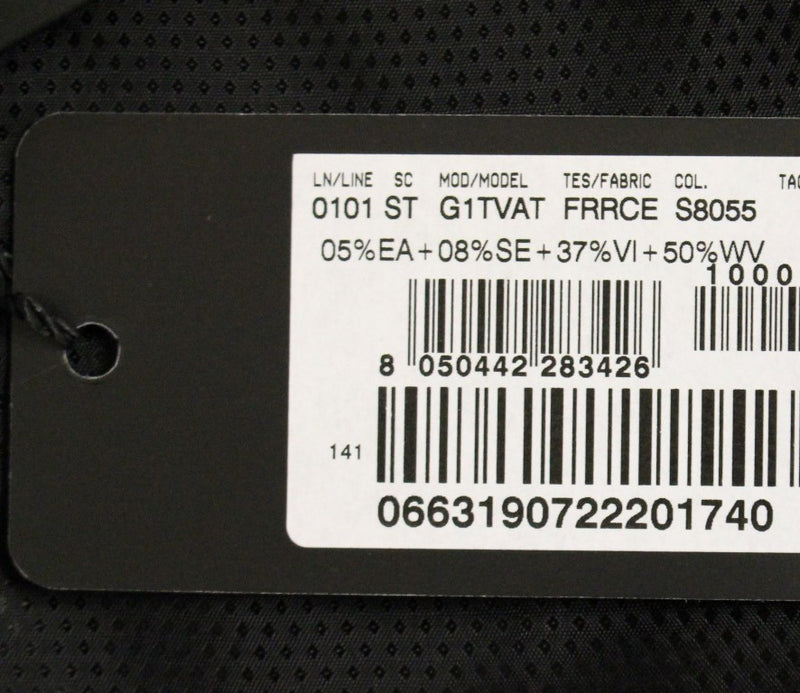 LN/LINE SC MOD/MODEL TES/FABRIC COL.
0101 ST G1TVAT FRRCE S8055
05%EA+08%SE+37%VI+50%WV
1000
8 050442 283426
141
0663190722201740